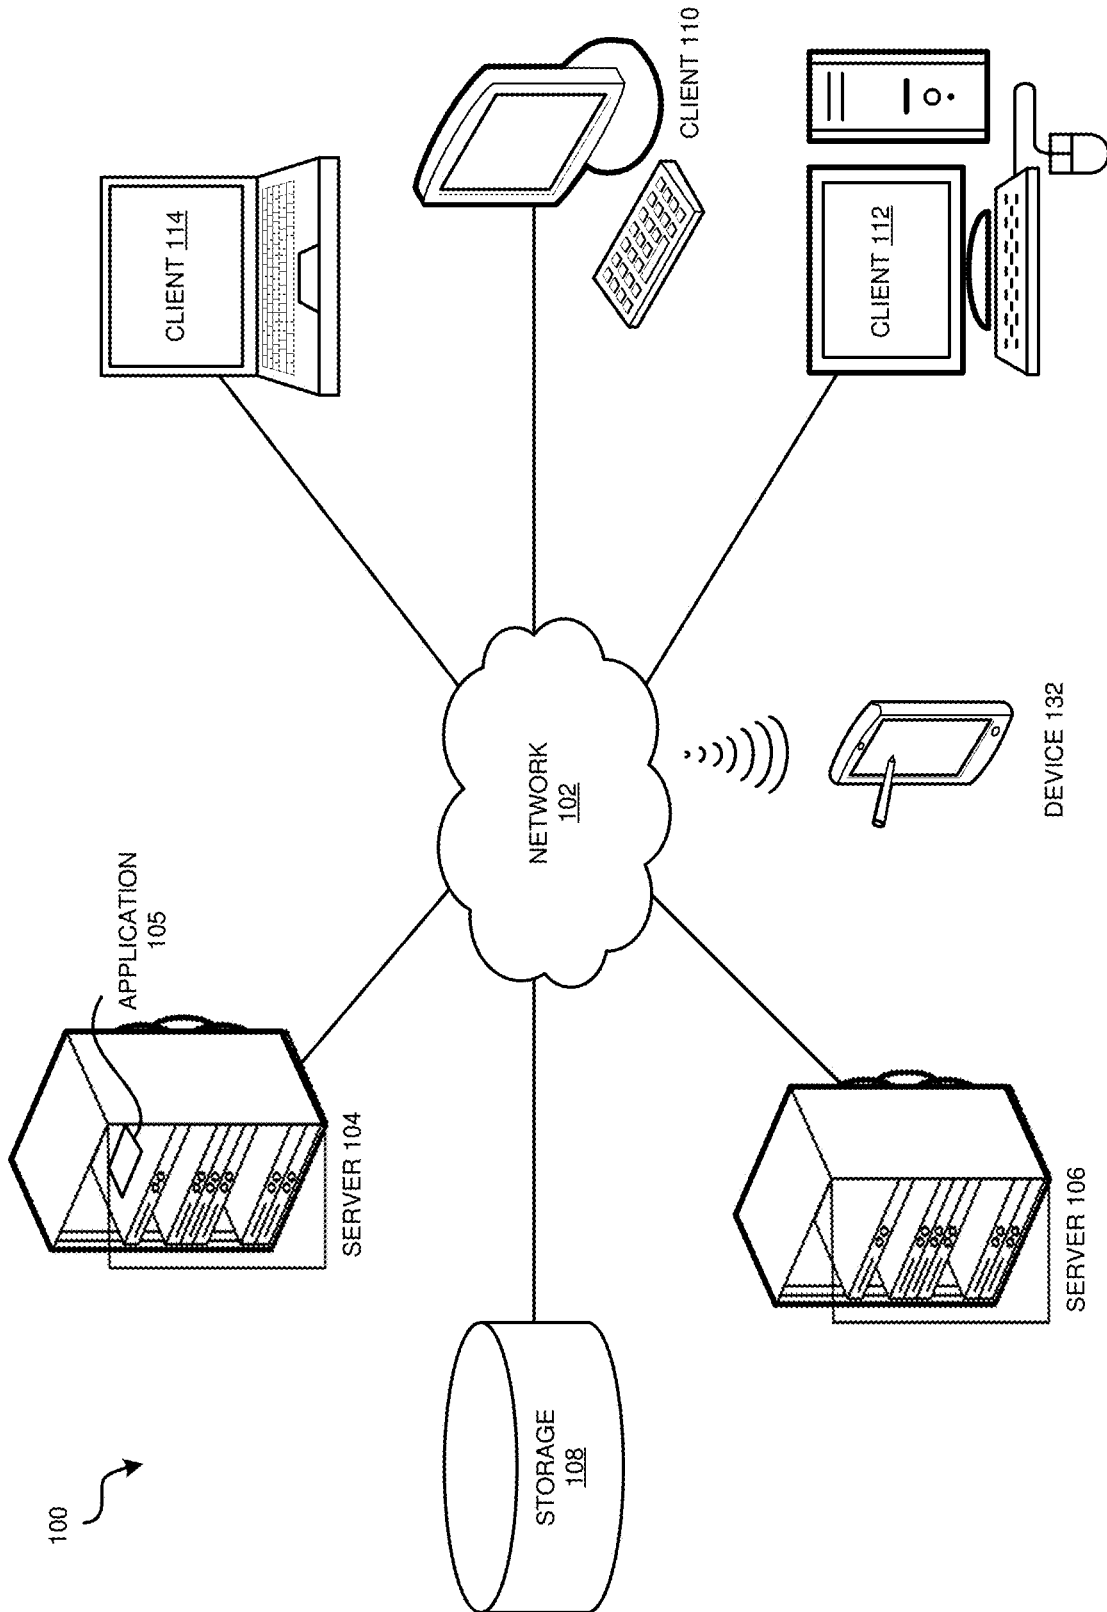 100
APPLICATION
105
SERVER 104
CLIENT 114
STORAGE
108
NETWORK
102
CLIENT 110
SERVER 106
DEVICE 132
CLIENT 112